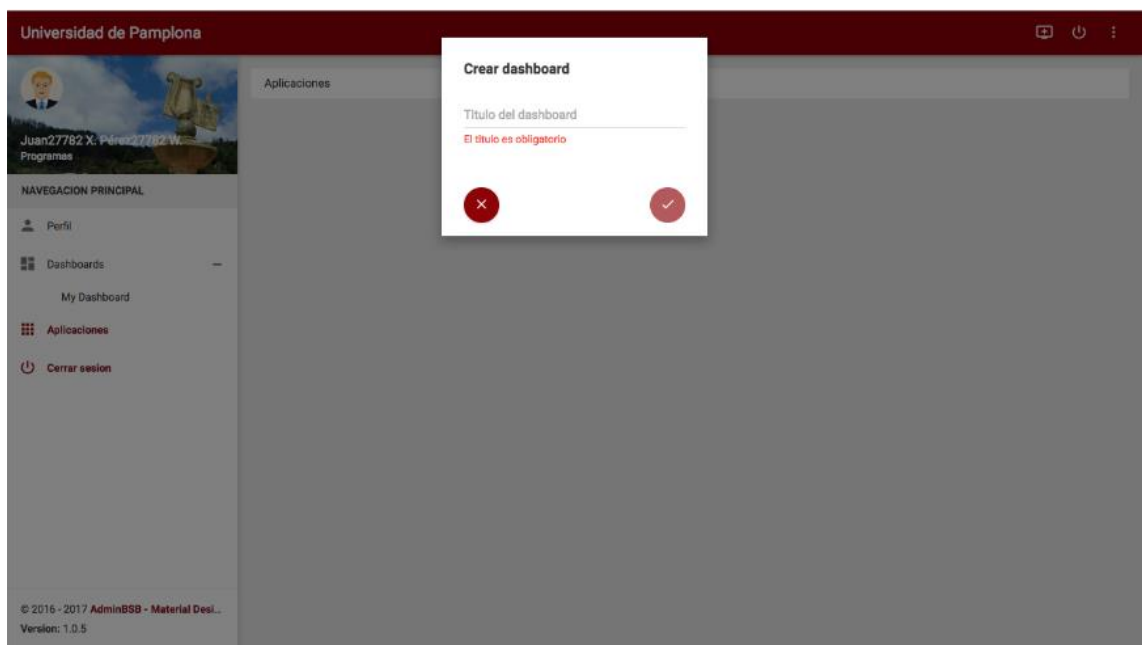 Universidad de Pamplona
Crear dashboard
Titulo del dashboard
El titulo es obligatorio
Aplicaciones
Juan27782 X. Pérez27782 W.
Programas
NAVEGACION PRINCIPAL
Perfil
Dashboards
My Dashboard
Aplicaciones
Cerrar sesion
© 2016 - 2017 AdminBSB - Material Desi...
Version: 1.0.5